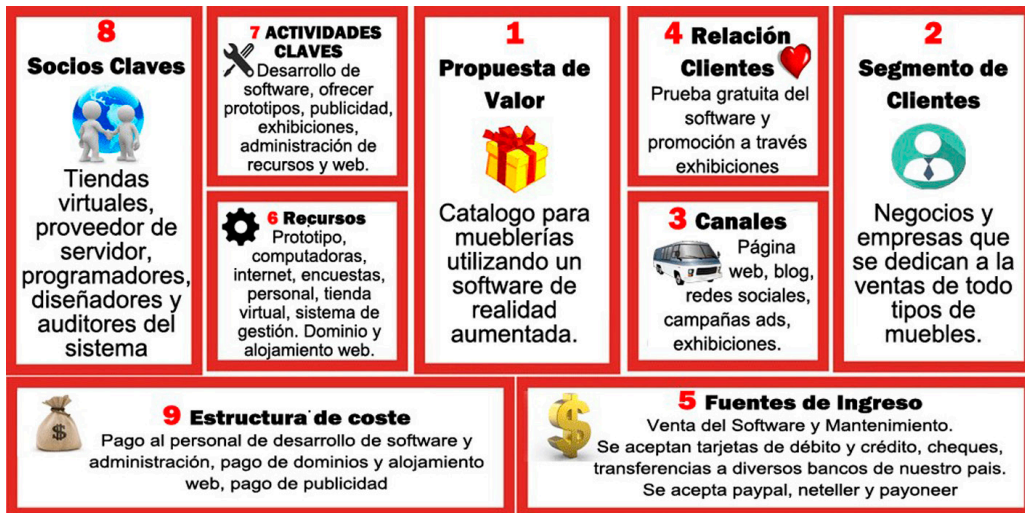 8
Socios Claves
Tiendas
virtuales,
proveedor de
servidor,
programadores,
diseñadores y
auditores del
sistema
7 ACTIVIDADES
CLAVES
Desarrollo de
software, ofrecer
prototipos, publicidad,
exhibiciones,
administración de
recursos y web.
6 Recursos
Prototipo,
computadoras,
internet, encuestas,
personal, tienda
virtual, sistema de
gestión. Dominio y
alojamiento web.
1
Propuesta de
Valor
Catalogo para
mueblerías
utilizando un
software de
realidad
aumentada.
4 Relación
Clientes
Prueba gratuita del
software y
promoción a través
exhibiciones
3 Canales
Página
web, blog,
redes sociales,
campañas ads,
exhibiciones.
2
Segmento de
Clientes
Negocios y
empresas que
se dedican a la
ventas de todo
tipos de
muebles.
9 Estructura de coste
$
Pago al personal de desarrollo de software y
administración, pago de dominios y alojamiento
web, pago de publicidad
5 Fuentes de Ingreso
$
Venta del Software y Mantenimiento.
Se aceptan tarjetas de débito y crédito, cheques,
transferencias a diversos bancos de nuestro pais.
Se acepta paypal, neteller y payoneer